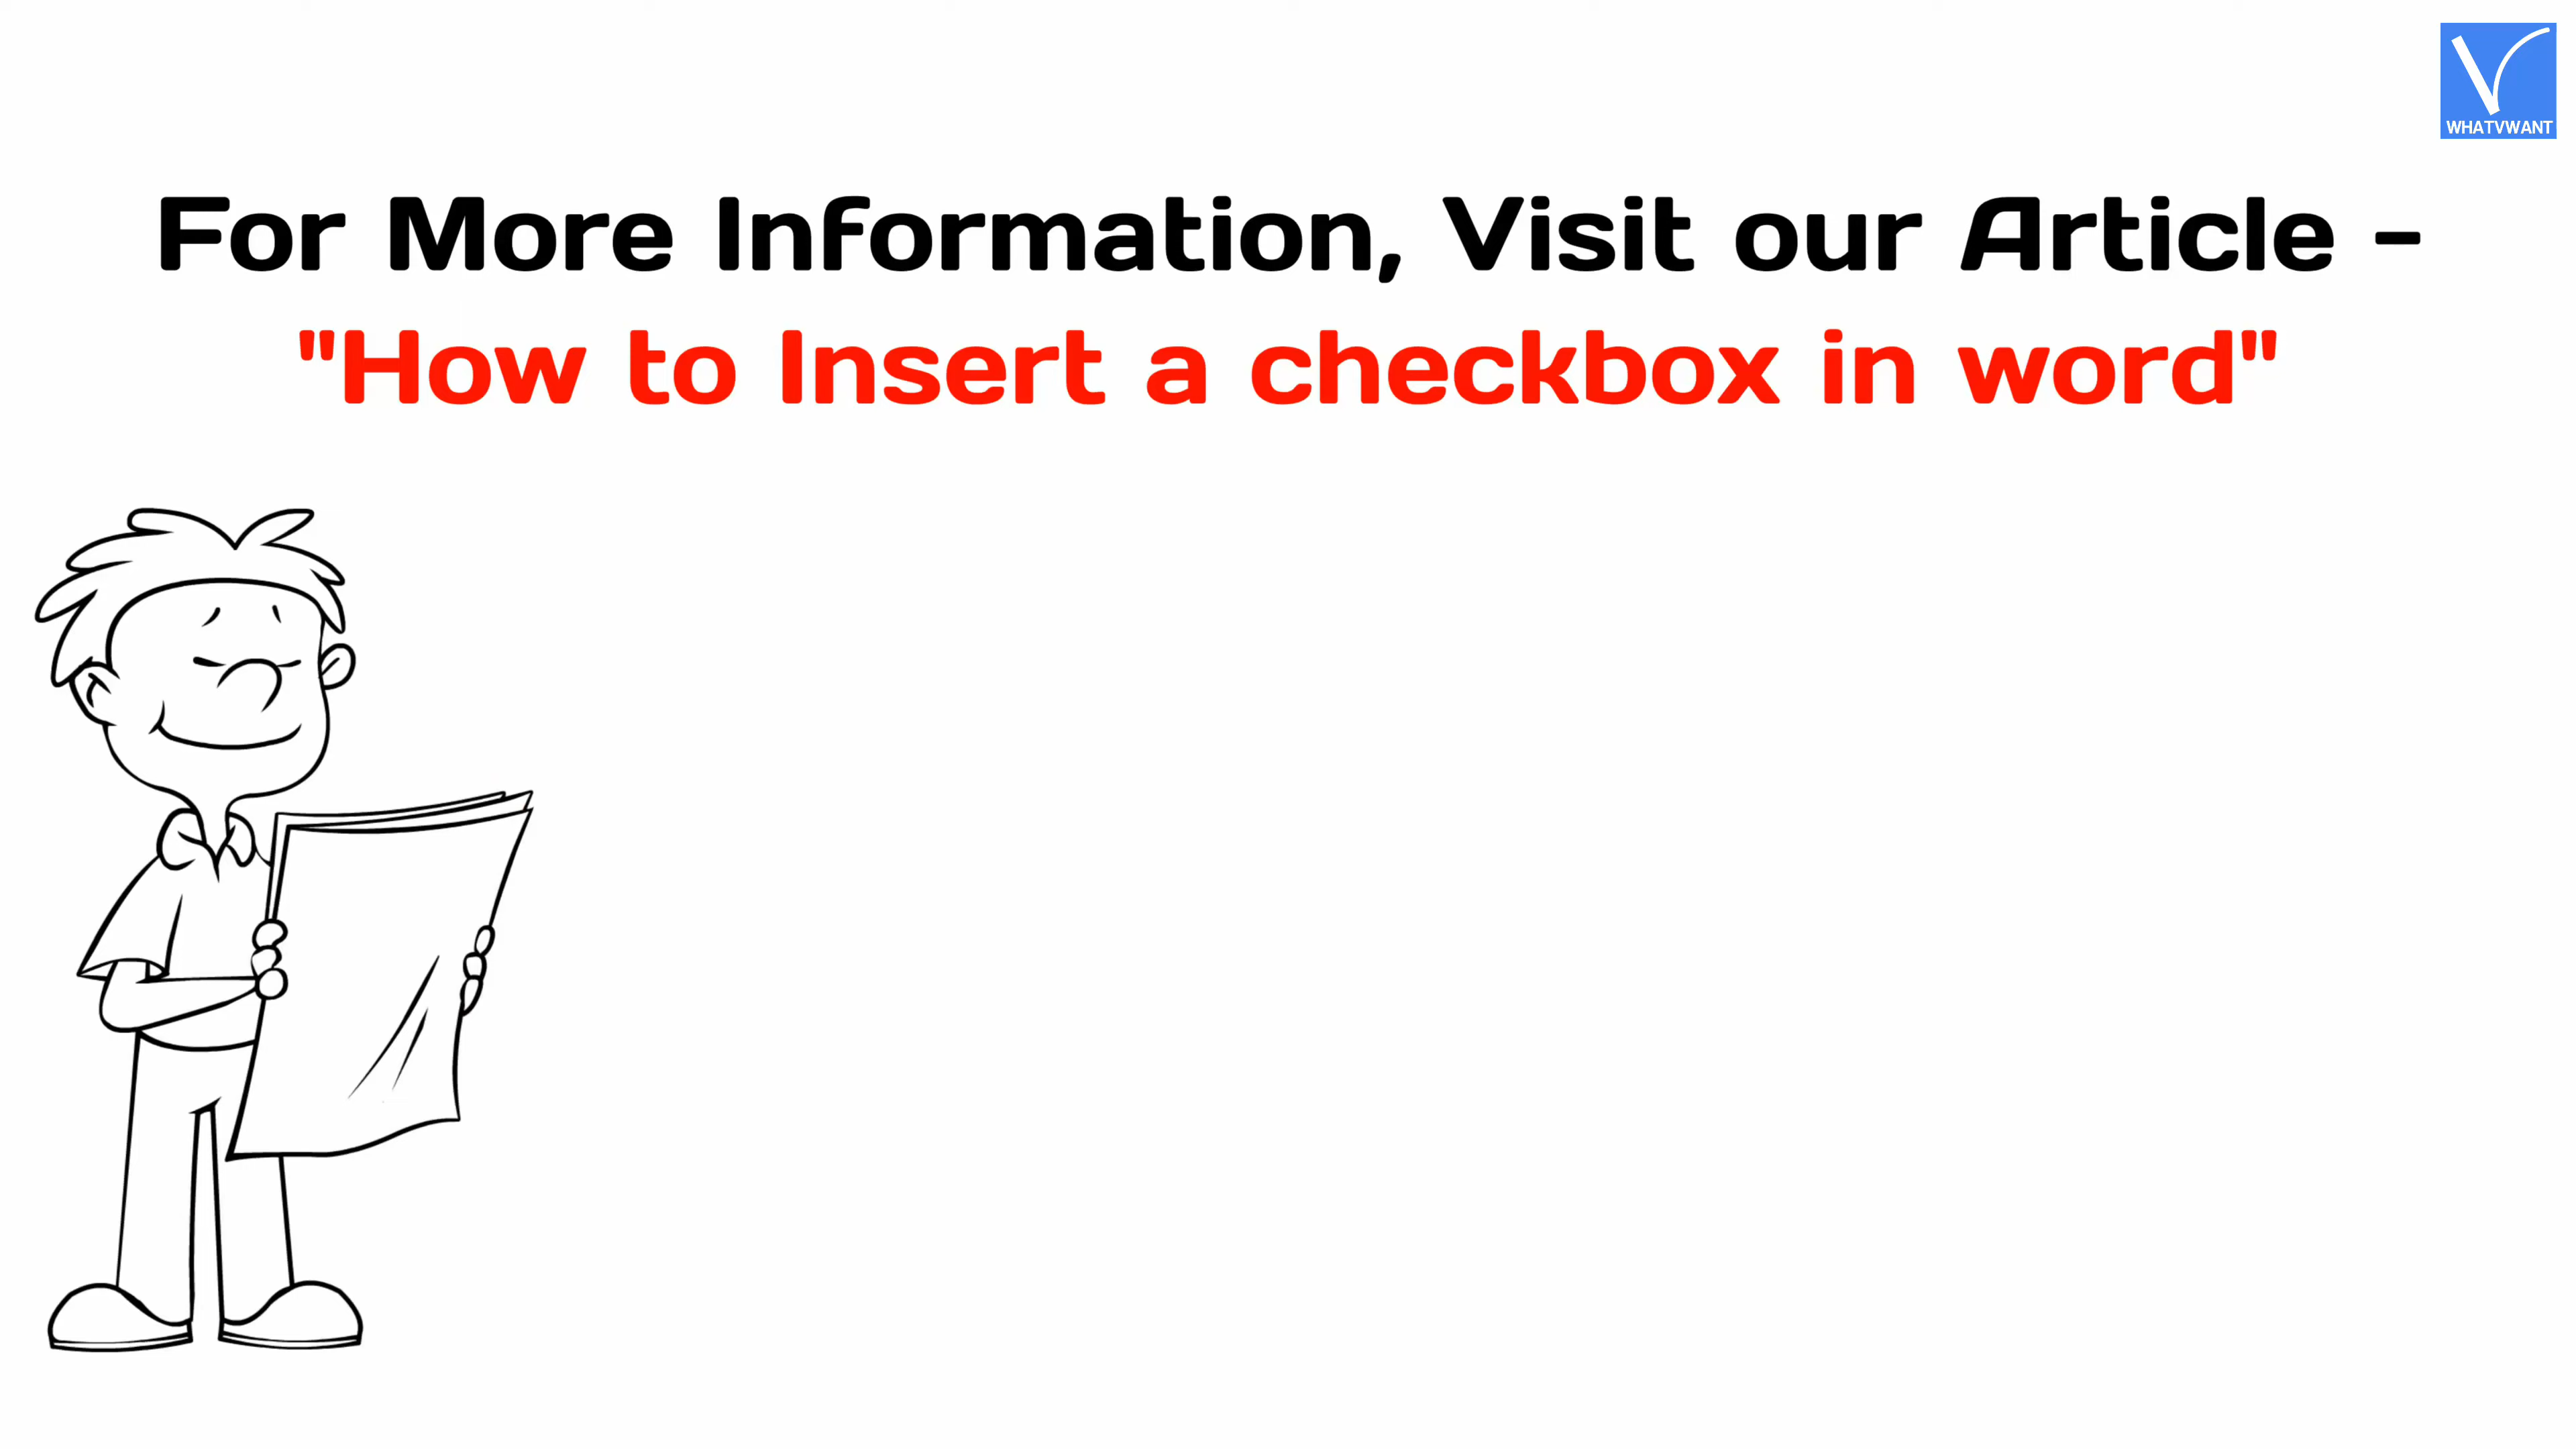 WHATVWANT
For More Information, Visit our Article -
"How to Insert a checkbox in word"